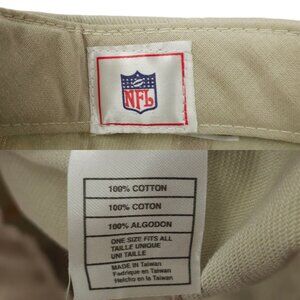 NFL
100% COTTON
100% COTON
100% ALGODON
ONE SIZE FITS ALL
TAILLE UNIQUE
UNI TAILLE
MADE IN Taiwan
Fabrique en Taiwan
Hecho en Taiwan